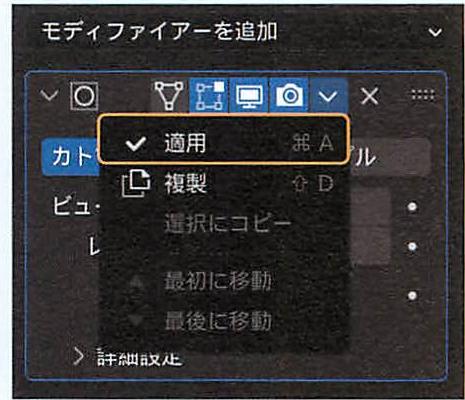 モディファイアーを追加
カト
ル
適用 ⌘ A
複製 ⇧ D
ビュ
選択にコピー
レ
最初に移動
最後に移動
詳細設定